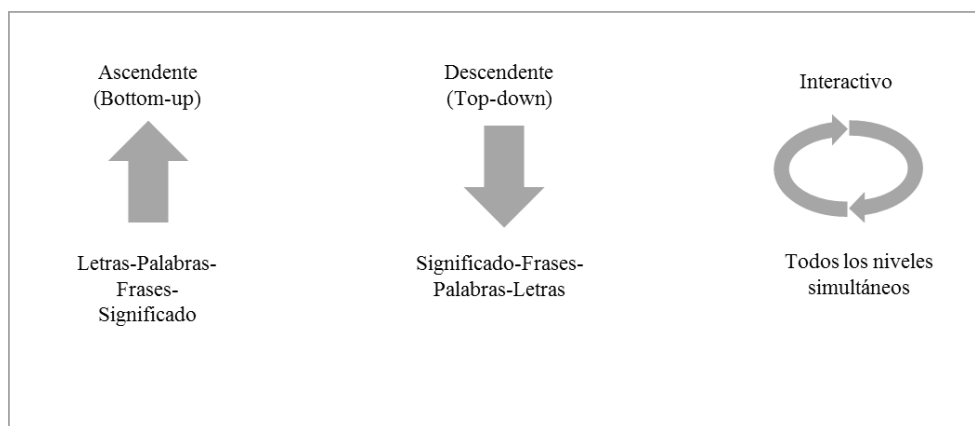 Ascendente
(Bottom-up)
Letras-Palabras-
Frases-
Significado
Descendente
(Top-down)
Significado-Frases-
Palabras-Letras
Interactivo
Todos los niveles
simultáneos